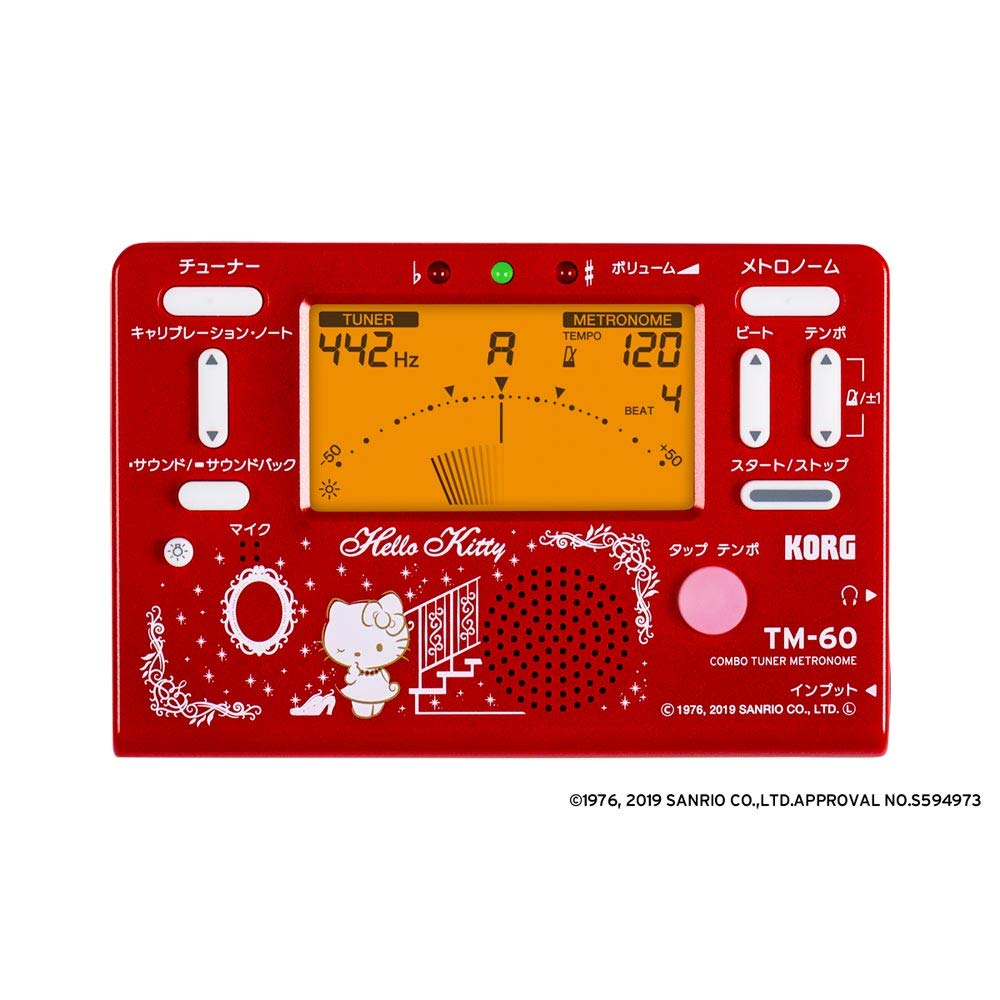 チューナー
♭
♯
ボリューム
メトロノーム
キャリブレーション・ノート
TUNER
METRONOME
442 Hz
A
TEMPO
120
ビート
テンポ
/±1
BEAT 4
-50
+50
•サウンド/━サウンドバック
スタート/ストップ
マイク
Hello Kitty
タップ テンポ
KORG
TM-60
COMBO TUNER METRONOME
インプット
©1976, 2019 SANRIO CO., LTD. Ⓛ
©1976, 2019 SANRIO CO.,LTD.APPROVAL NO.S594973